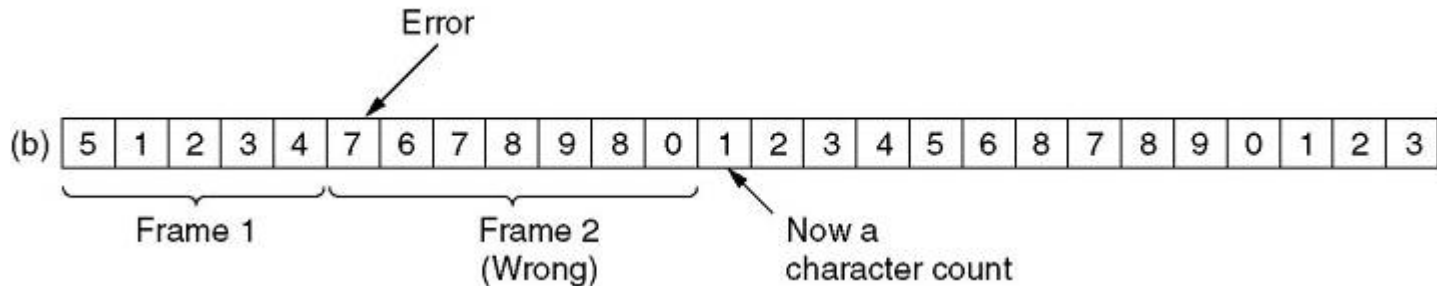 Error
(b) 5 1 2 3 4 7 6 7 8 9 8 0 1 2 3 4 5 6 8 7 8 9 0 1 2 3
Frame 1
Frame 2
(Wrong)
Now a
character count